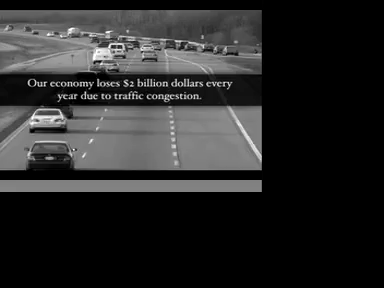 Our economy loses $2 billion dollars every
year due to traffic congestion.